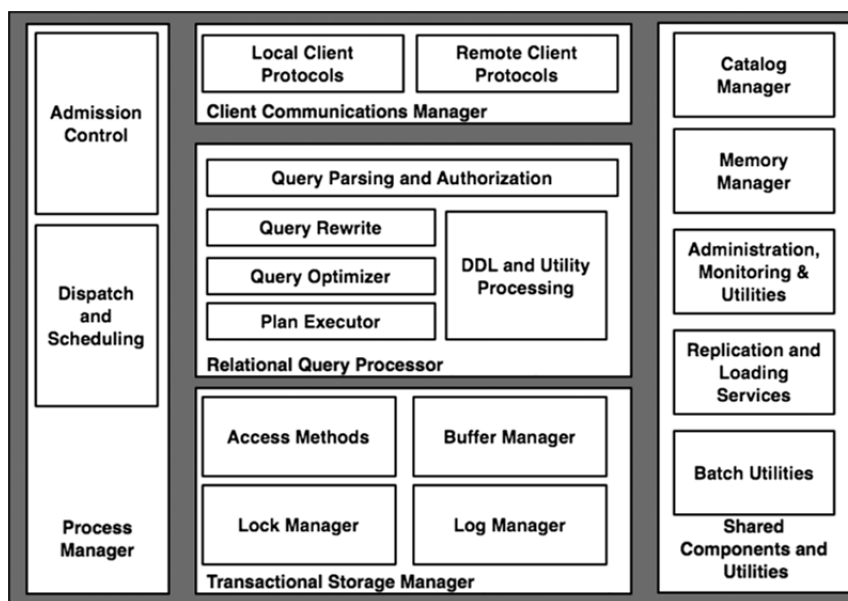 Admission
Control
Dispatch
and
Scheduling
Process
Manager
Local Client
Protocols
Remote Client
Protocols
Client Communications Manager
Query Parsing and Authorization
Query Rewrite
Query Optimizer
Plan Executor
DDL and Utility
Processing
Relational Query Processor
Access Methods
Buffer Manager
Lock Manager
Log Manager
Transactional Storage Manager
Catalog
Manager
Memory
Manager
Administration,
Monitoring &
Utilities
Replication and
Loading
Services
Batch Utilities
Shared
Components and
Utilities